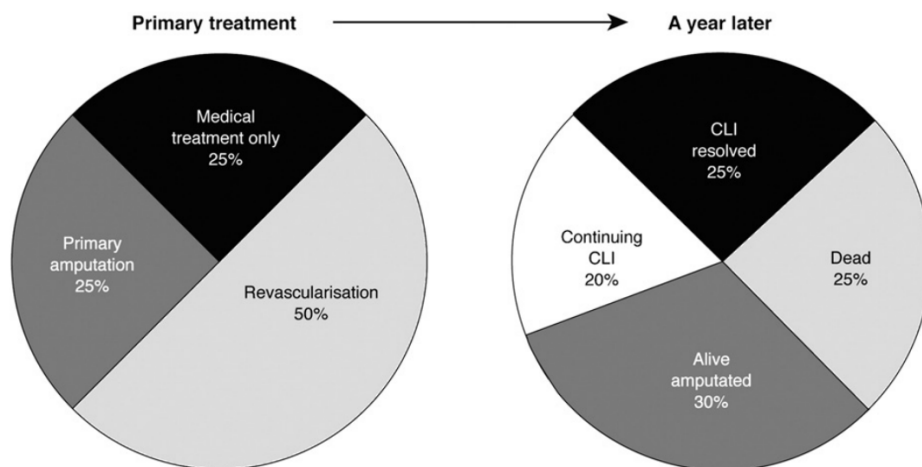 Primary treatment
A year later
Medical
treatment only
25%
Primary
amputation
25%
Revascularisation
50%
CLI
resolved
25%
Continuing
CLI
20%
Dead
25%
Alive
amputated
30%